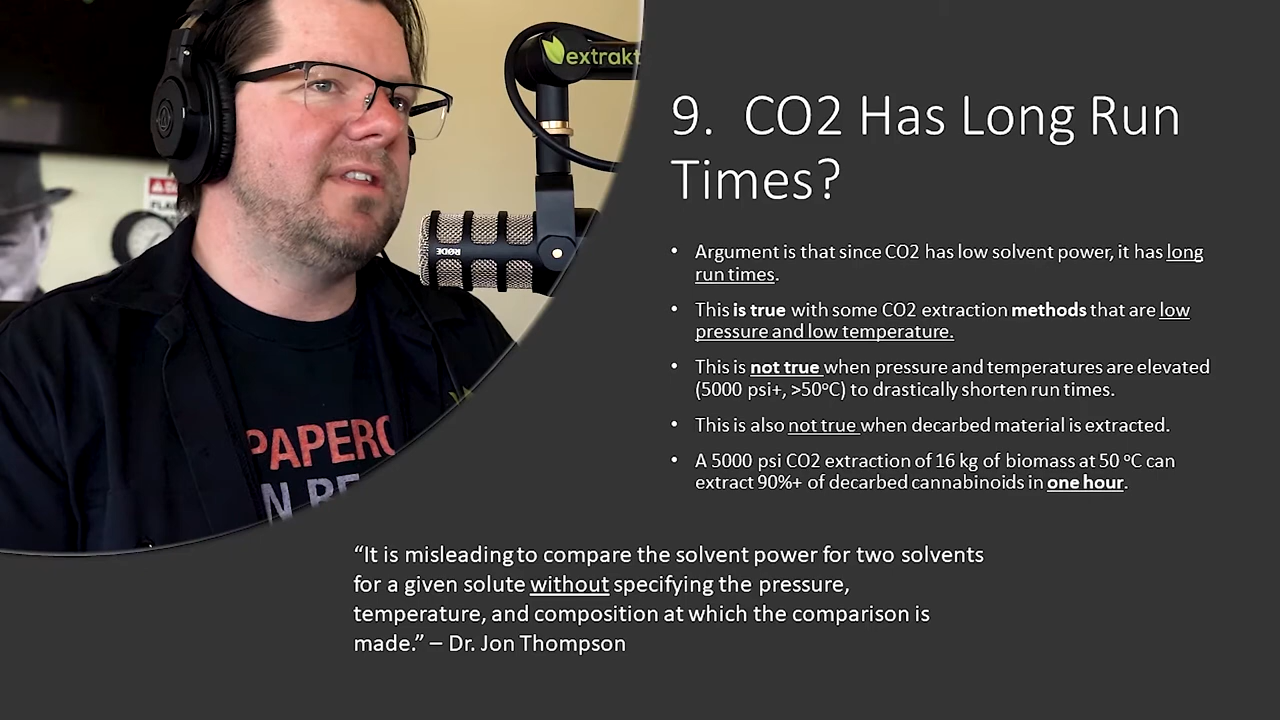 extrakt
RØDE
9. CO2 Has Long Run
Times?
• Argument is that since CO2 has low solvent power, it has long
run times.
• This is true with some CO2 extraction methods that are low
pressure and low temperature.
• This is not true when pressure and temperatures are elevated
(5000 psi+, >50°C) to drastically shorten run times.
• This is also not true when decarbed material is extracted.
• A 5000 psi CO2 extraction of 16 kg of biomass at 50 °C can
extract 90%+ of decarbed cannabinoids in one hour.
“It is misleading to compare the solvent power for two solvents
for a given solute without specifying the pressure,
temperature, and composition at which the comparison is
made.” – Dr. Jon Thompson